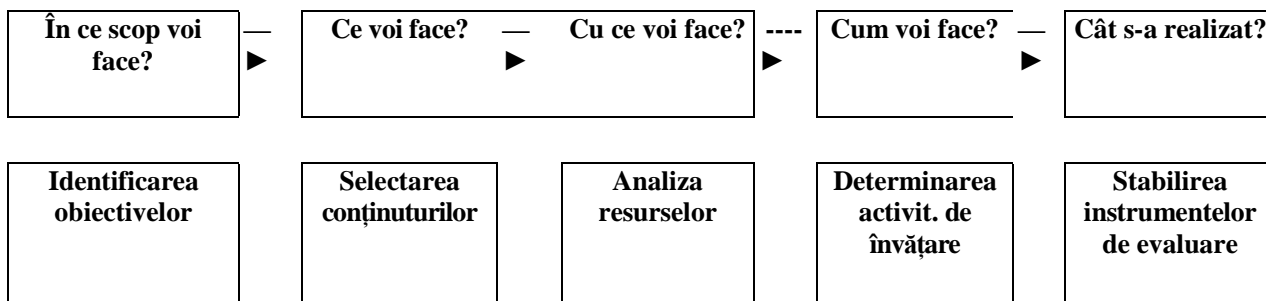 În ce scop voi — Ce voi face? — Cu ce voi face? ---- Cum voi face? — Cât s-a realizat?
face? ► ► ► ►
Identificarea Selectarea Analiza Determinarea Stabilirea
obiectivelor conținuturilor resurselor activit. de instrumentelor
învățare de evaluare